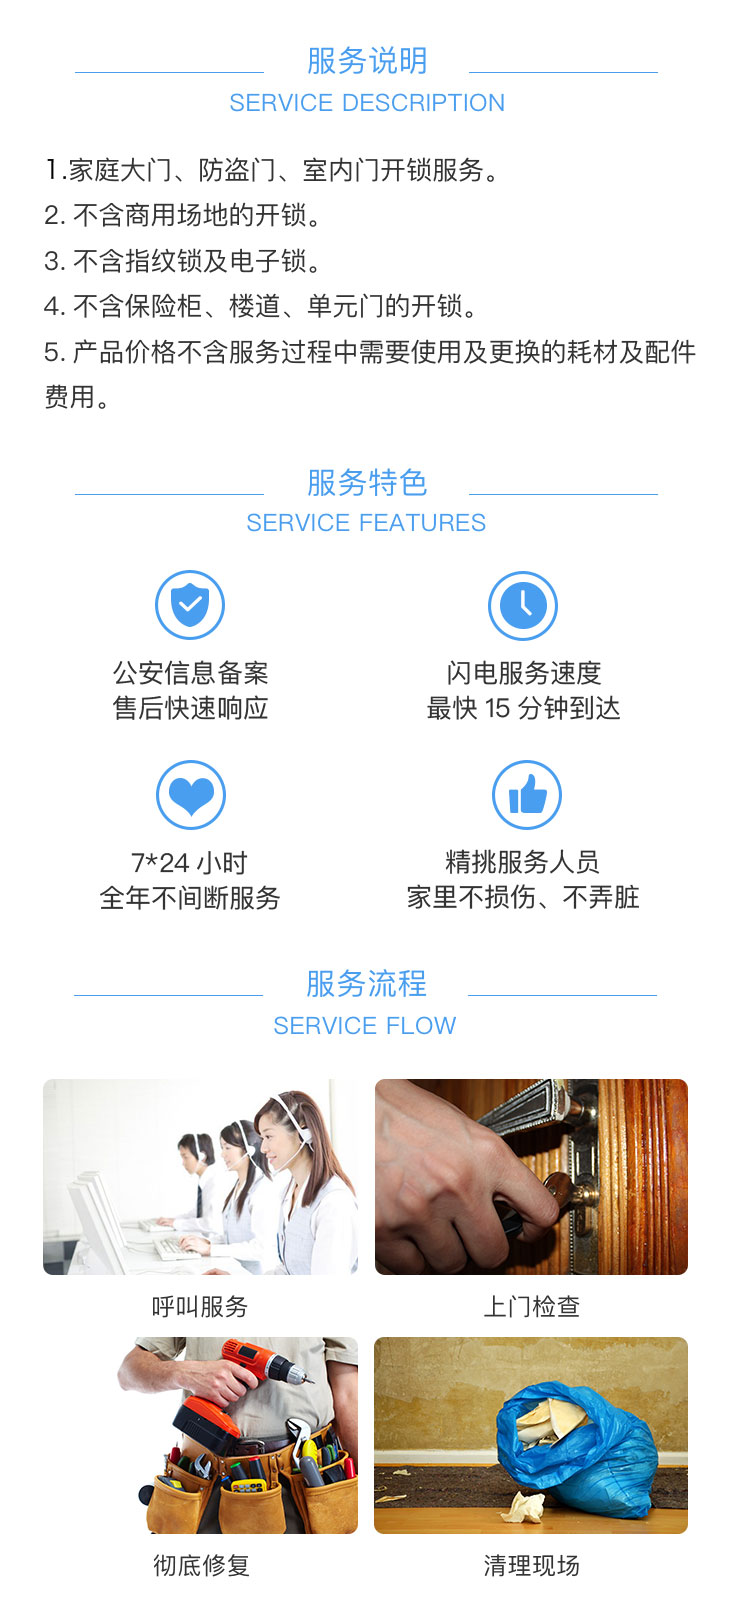 服务说明
SERVICE DESCRIPTION
1.家庭大门、防盗门、室内门开锁服务。
2. 不含商用场地的开锁。
3. 不含指纹锁及电子锁。
4. 不含保险柜、楼道、单元门的开锁。
5. 产品价格不含服务过程中需要使用及更换的耗材及配件
费用。
服务特色
SERVICE FEATURES
公安信息备案
售后快速响应
闪电服务速度
最快 15 分钟到达
7*24 小时
全年不间断服务
精挑服务人员
家里不损伤、不弄脏
服务流程
SERVICE FLOW
呼叫服务
上门检查
彻底修复
清理现场